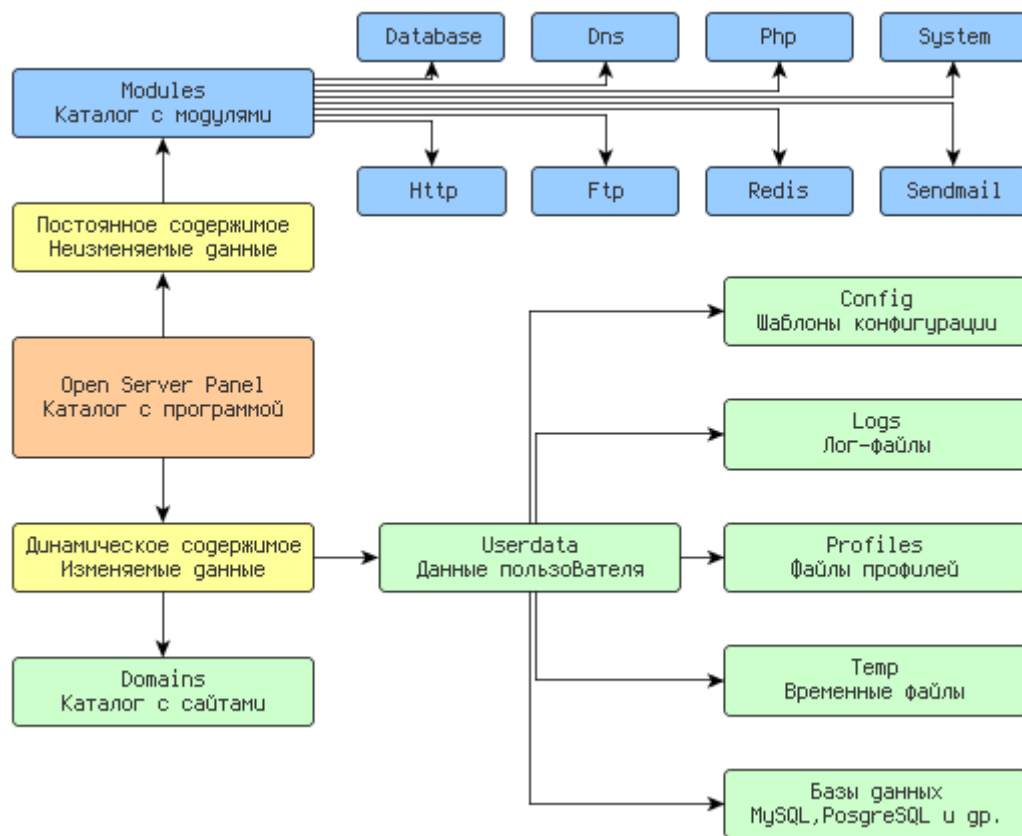 Database
Dns
Php
System
Modules
Каталог с модулями
Http
Ftp
Redis
Sendmail
Постоянное содержимое
Неизменяемые данные
Config
Шаблоны конфигурации
Open Server Panel
Каталог с программой
Logs
Лог-файлы
Динамическое содержимое
Изменяемые данные
Userdata
Данные пользователя
Profiles
Файлы профилей
Domains
Каталог с сайтами
Temp
Временные файлы
Базы данных
MySQL,PosgreSQL и др.